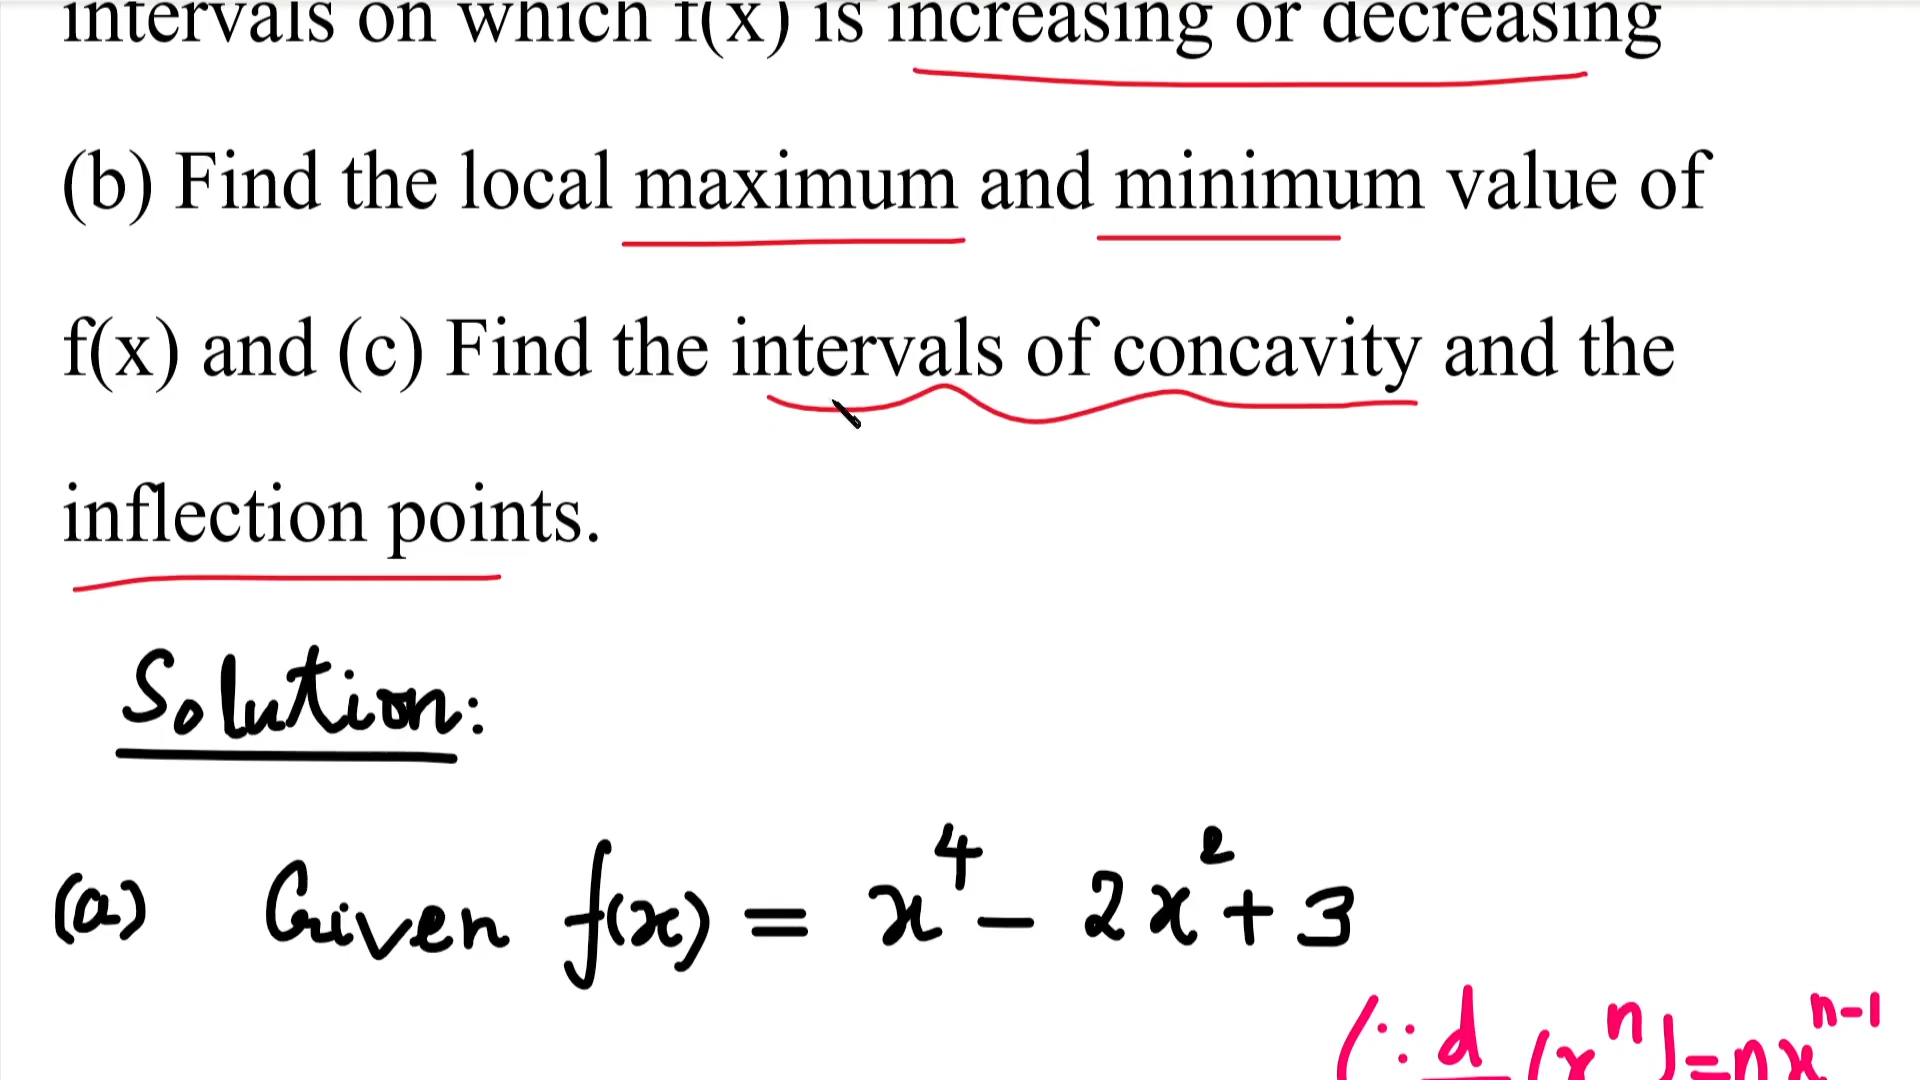 intervals on which f(x) is increasing or decreasing
(b) Find the local maximum and minimum value of
f(x) and (c) Find the intervals of concavity and the
inflection points.
Solution:
(a) Given f(x) = x⁴ - 2x² + 3
(∵ d (xⁿ) = nxⁿ⁻¹